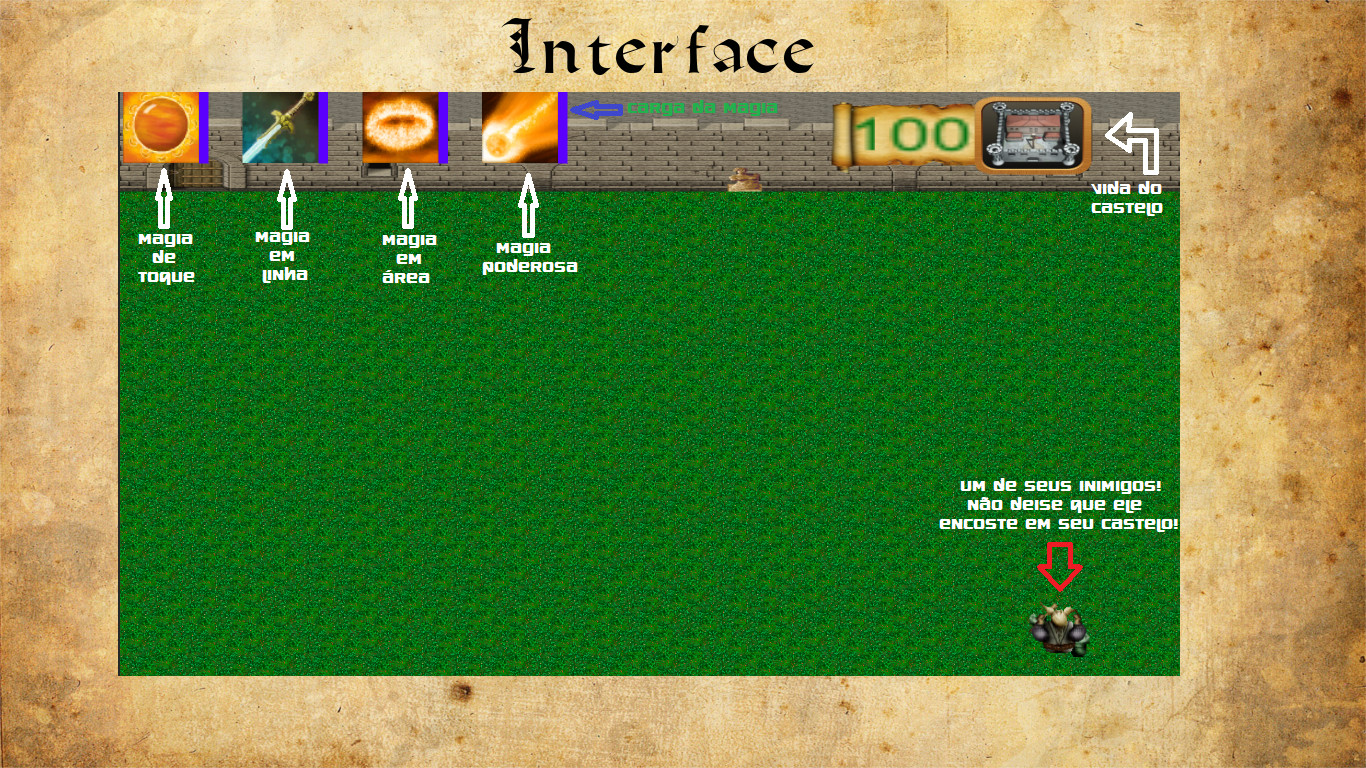 Interface
Carga da magia
100
Vida do
castelo
Magia
de
toque
Magia
em
linha
Magia
em
área
Magia
poderosa
Um de seus inimigos!
Não deise que ele
encoste em seu castelo!